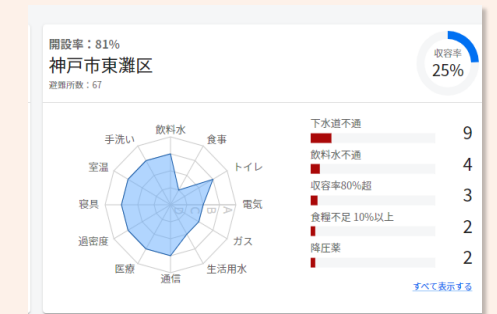 開設率：81%
神戸市東灘区
避難所数：67
収容率
25%
飲料水
食事
トイレ
電気
ガス
生活用水
通信
医療
過密度
寝具
室温
手洗い
D
C
B
A
下水道不通
9
飲料水不通
4
収容率80%超
3
食糧不足 10%以上
2
降圧薬
2
すべて表示する